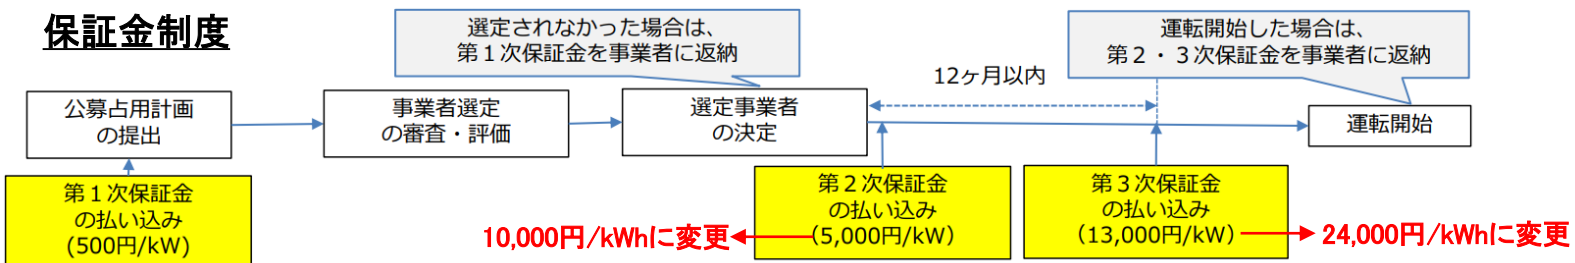 保証金制度
選定されなかった場合は、
第１次保証金を事業者に返納
運転開始した場合は、
第２・３次保証金を事業者に返納
12ヶ月以内
公募占用計画
の提出
事業者選定
の審査・評価
選定事業者
の決定
運転開始
第１次保証金
の払い込み
(500円/kW)
第２次保証金
の払い込み
(5,000円/kW)
10,000円/kWhに変更
第３次保証金
の払い込み
(13,000円/kW)
24,000円/kWhに変更